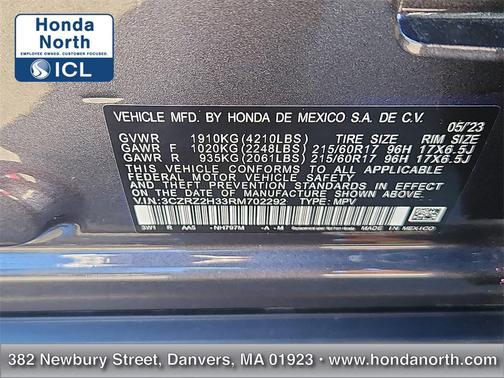 Honda
North
EMPLOYEE OWNED. CUSTOMER FOCUSED.
ICL
VEHICLE MFD. BY HONDA DE MEXICO S.A. DE C.V.
05/'23
GVWR 1910KG (4210LBS) TIRE SIZE RIM SIZE
GAWR F 1020KG (2248LBS) 215/60R17 96H 17X6.5J
GAWR R 935KG (2061LBS) 215/60R17 96H 17X6.5J
THIS VEHICLE CONFORMS TO ALL APPLICABLE
FEDERAL MOTOR VEHICLE SAFETY AND
THEFT PREVENTION STANDARDS IN EFFECT ON
THE DATE OF MANUFACTURE SHOWN ABOVE.
V.I.N:3CZRZ2H33RM702292 TYPE: MPV
3W1 R AA5 -NH797M -A -M
MADE IN MEXICO
382 Newbury Street, Danvers, MA 01923 • www.hondanorth.com